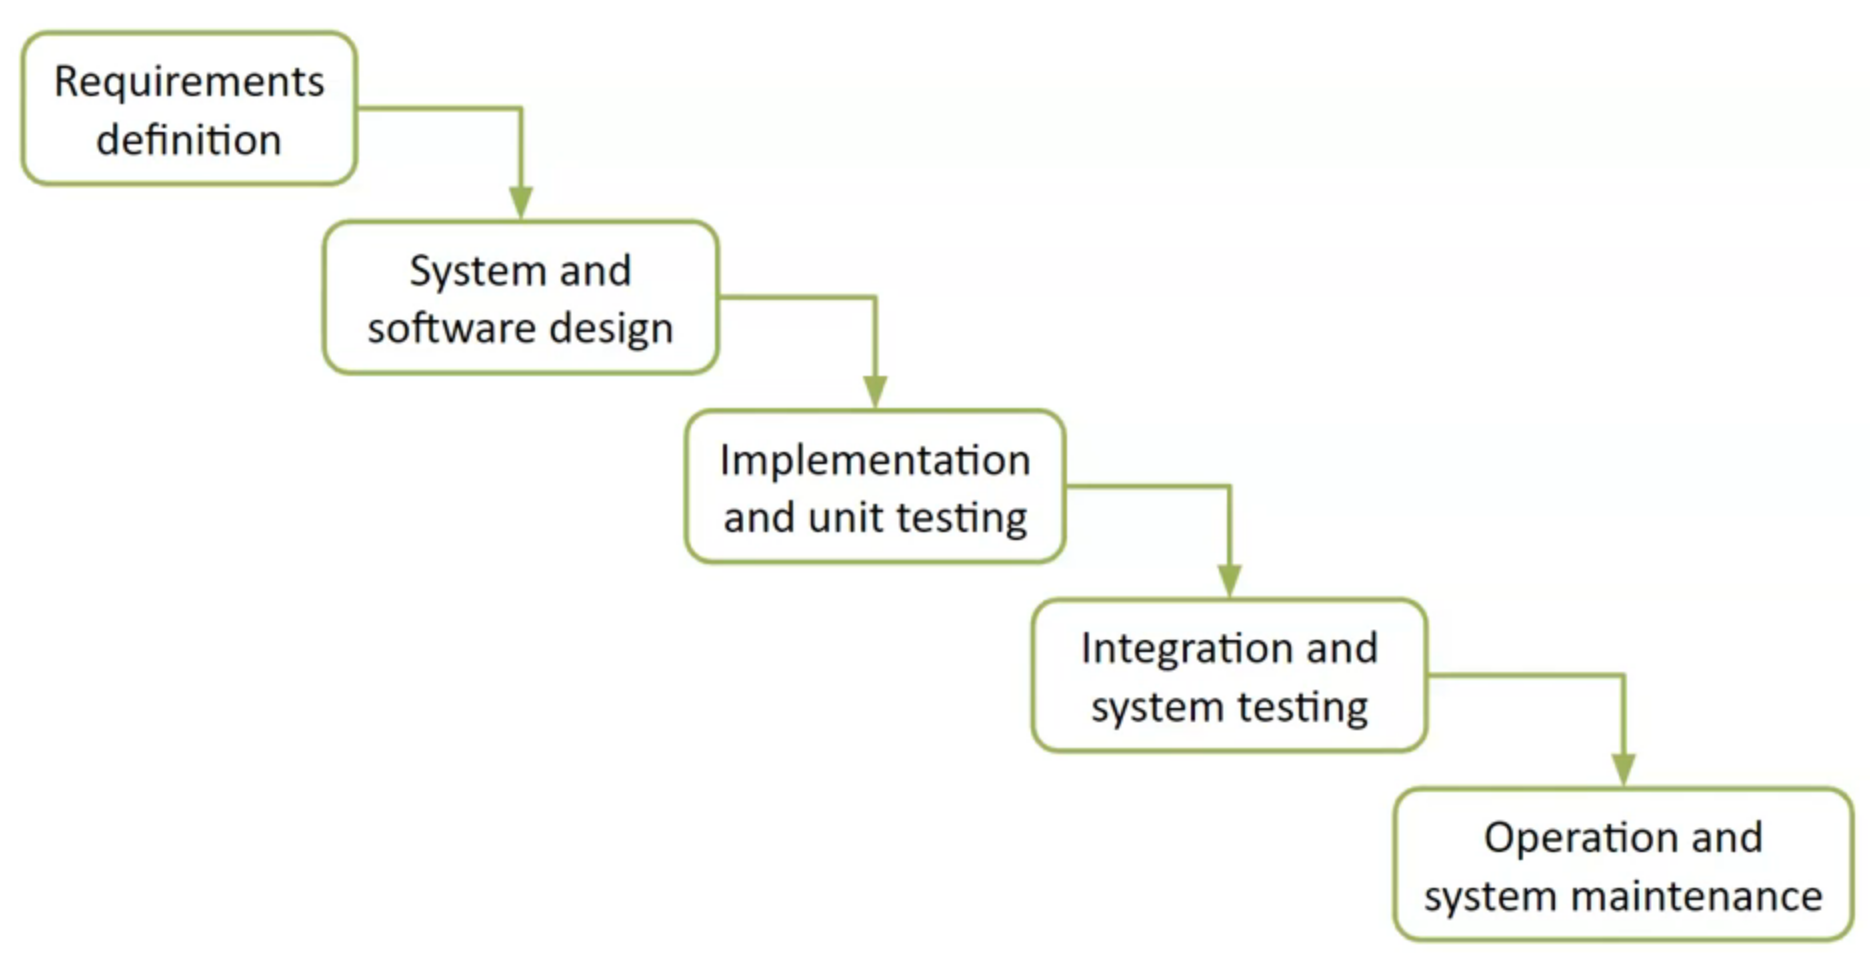 Requirements
definition
System and
software design
Implementation
and unit testing
Integration and
system testing
Operation and
system maintenance